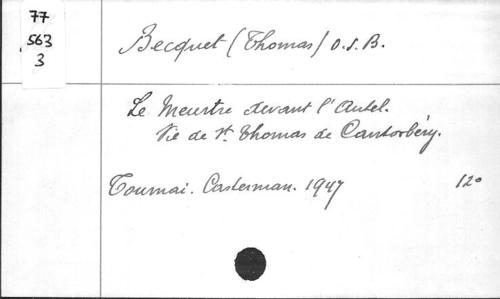 77
563
3
Becquet (Thomas) O.S.B.
Le Meurtre devant l'Autel.
Vie de St Thomas de Cantorbéry.
Tournai. Casterman. 1947 12°